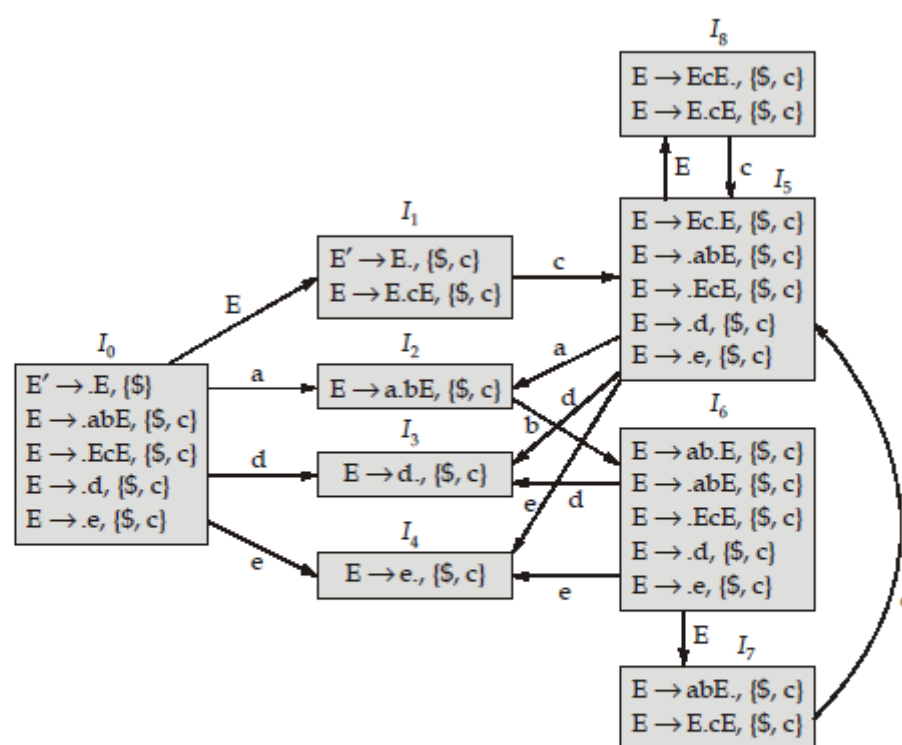 I₈
E → EcE., {$, c}
E → E.cE, {$, c}
E
c
I₅
E → Ec.E, {$, c}
E → .abE, {$, c}
E → .EcE, {$, c}
E → .d, {$, c}
E → .e, {$, c}
I₁
E′ → E., {$, c}
E → E.cE, {$, c}
c
E
I₀
E′ → .E, {$}
E → .abE, {$, c}
E → .EcE, {$, c}
E → .d, {$, c}
E → .e, {$, c}
a
I₂
E → a.bE, {$, c}
a
d
b
I₃
E → d., {$, c}
d
e
d
I₄
E → e., {$, c}
e
e
I₆
E → ab.E, {$, c}
E → .abE, {$, c}
E → .EcE, {$, c}
E → .d, {$, c}
E → .e, {$, c}
E
I₇
E → abE., {$, c}
E → E.cE, {$, c}